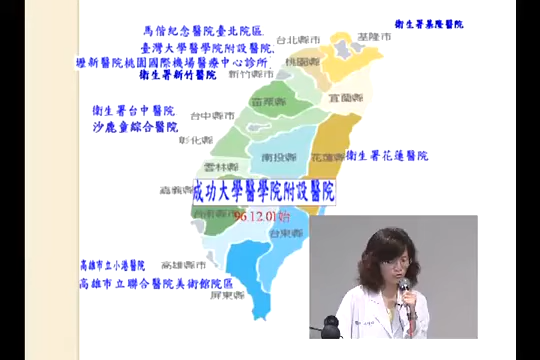 衛生署基隆醫院
馬偕紀念醫院臺北院區
臺北縣市
基隆市
臺灣大學醫學院附設醫院
壢新醫院桃園國際機場醫療中心診所
桃園縣
衛生署新竹醫院
新竹縣市
苗栗縣
宜蘭縣
衛生署台中醫院
台中縣市
沙鹿童綜合醫院
彰化縣
南投縣
花蓮縣
衛生署花蓮醫院
雲林縣
嘉義縣
成功大學醫學院附設醫院
台南縣市
96.12.01始
台東縣
高雄市立小港醫院
高雄縣市
高雄市立聯合醫院美術館院區
屏東縣